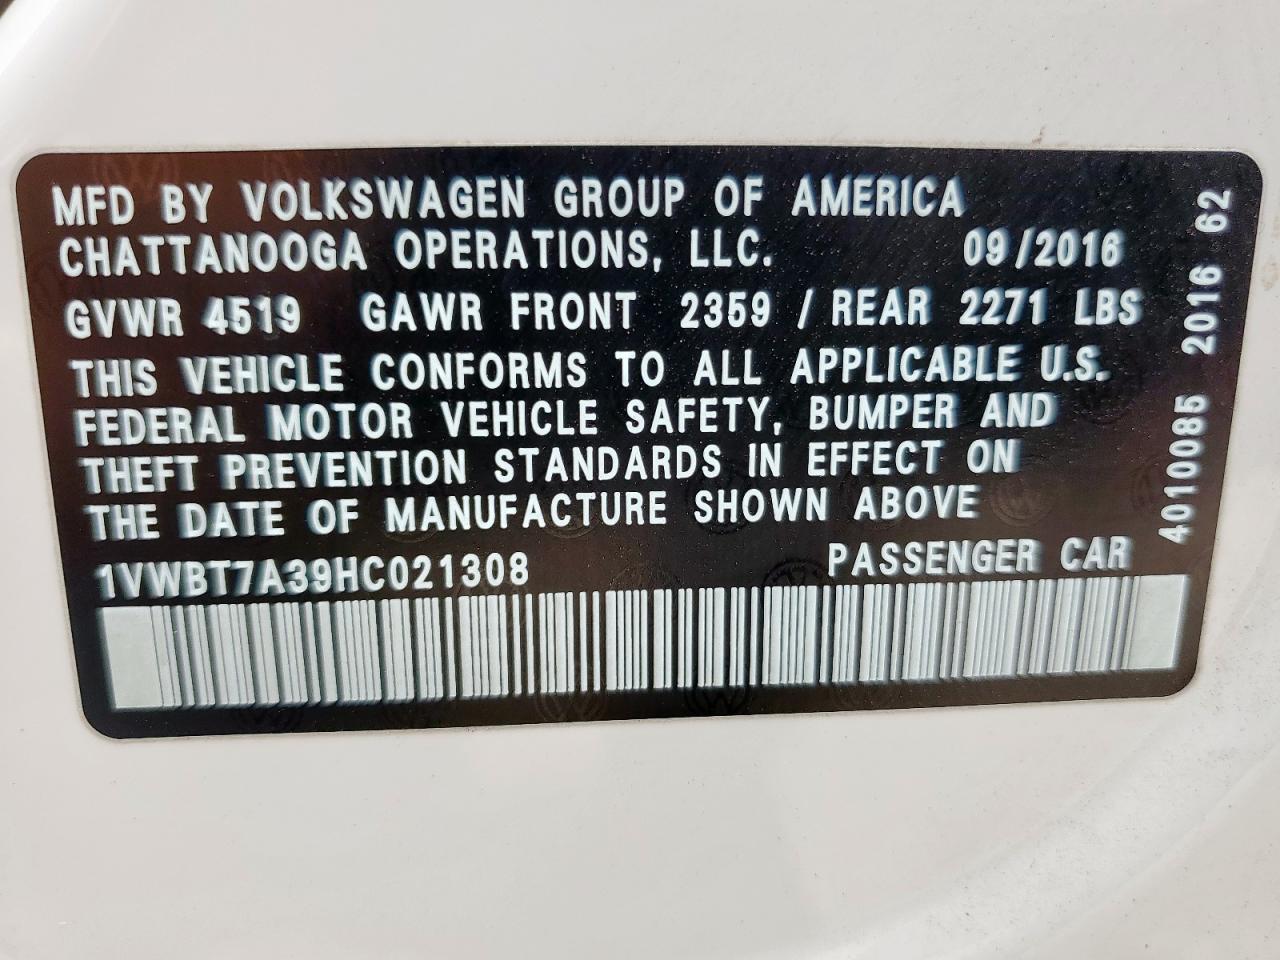 MFD BY VOLKSWAGEN GROUP OF AMERICA
CHATTANOOGA OPERATIONS, LLC. 09/2016
GVWR 4519 GAWR FRONT 2359 / REAR 2271 LBS
THIS VEHICLE CONFORMS TO ALL APPLICABLE U.S.
FEDERAL MOTOR VEHICLE SAFETY, BUMPER AND
THEFT PREVENTION STANDARDS IN EFFECT ON
THE DATE OF MANUFACTURE SHOWN ABOVE
1VWBT7A39HC021308 PASSENGER CAR
4010085 2016 62